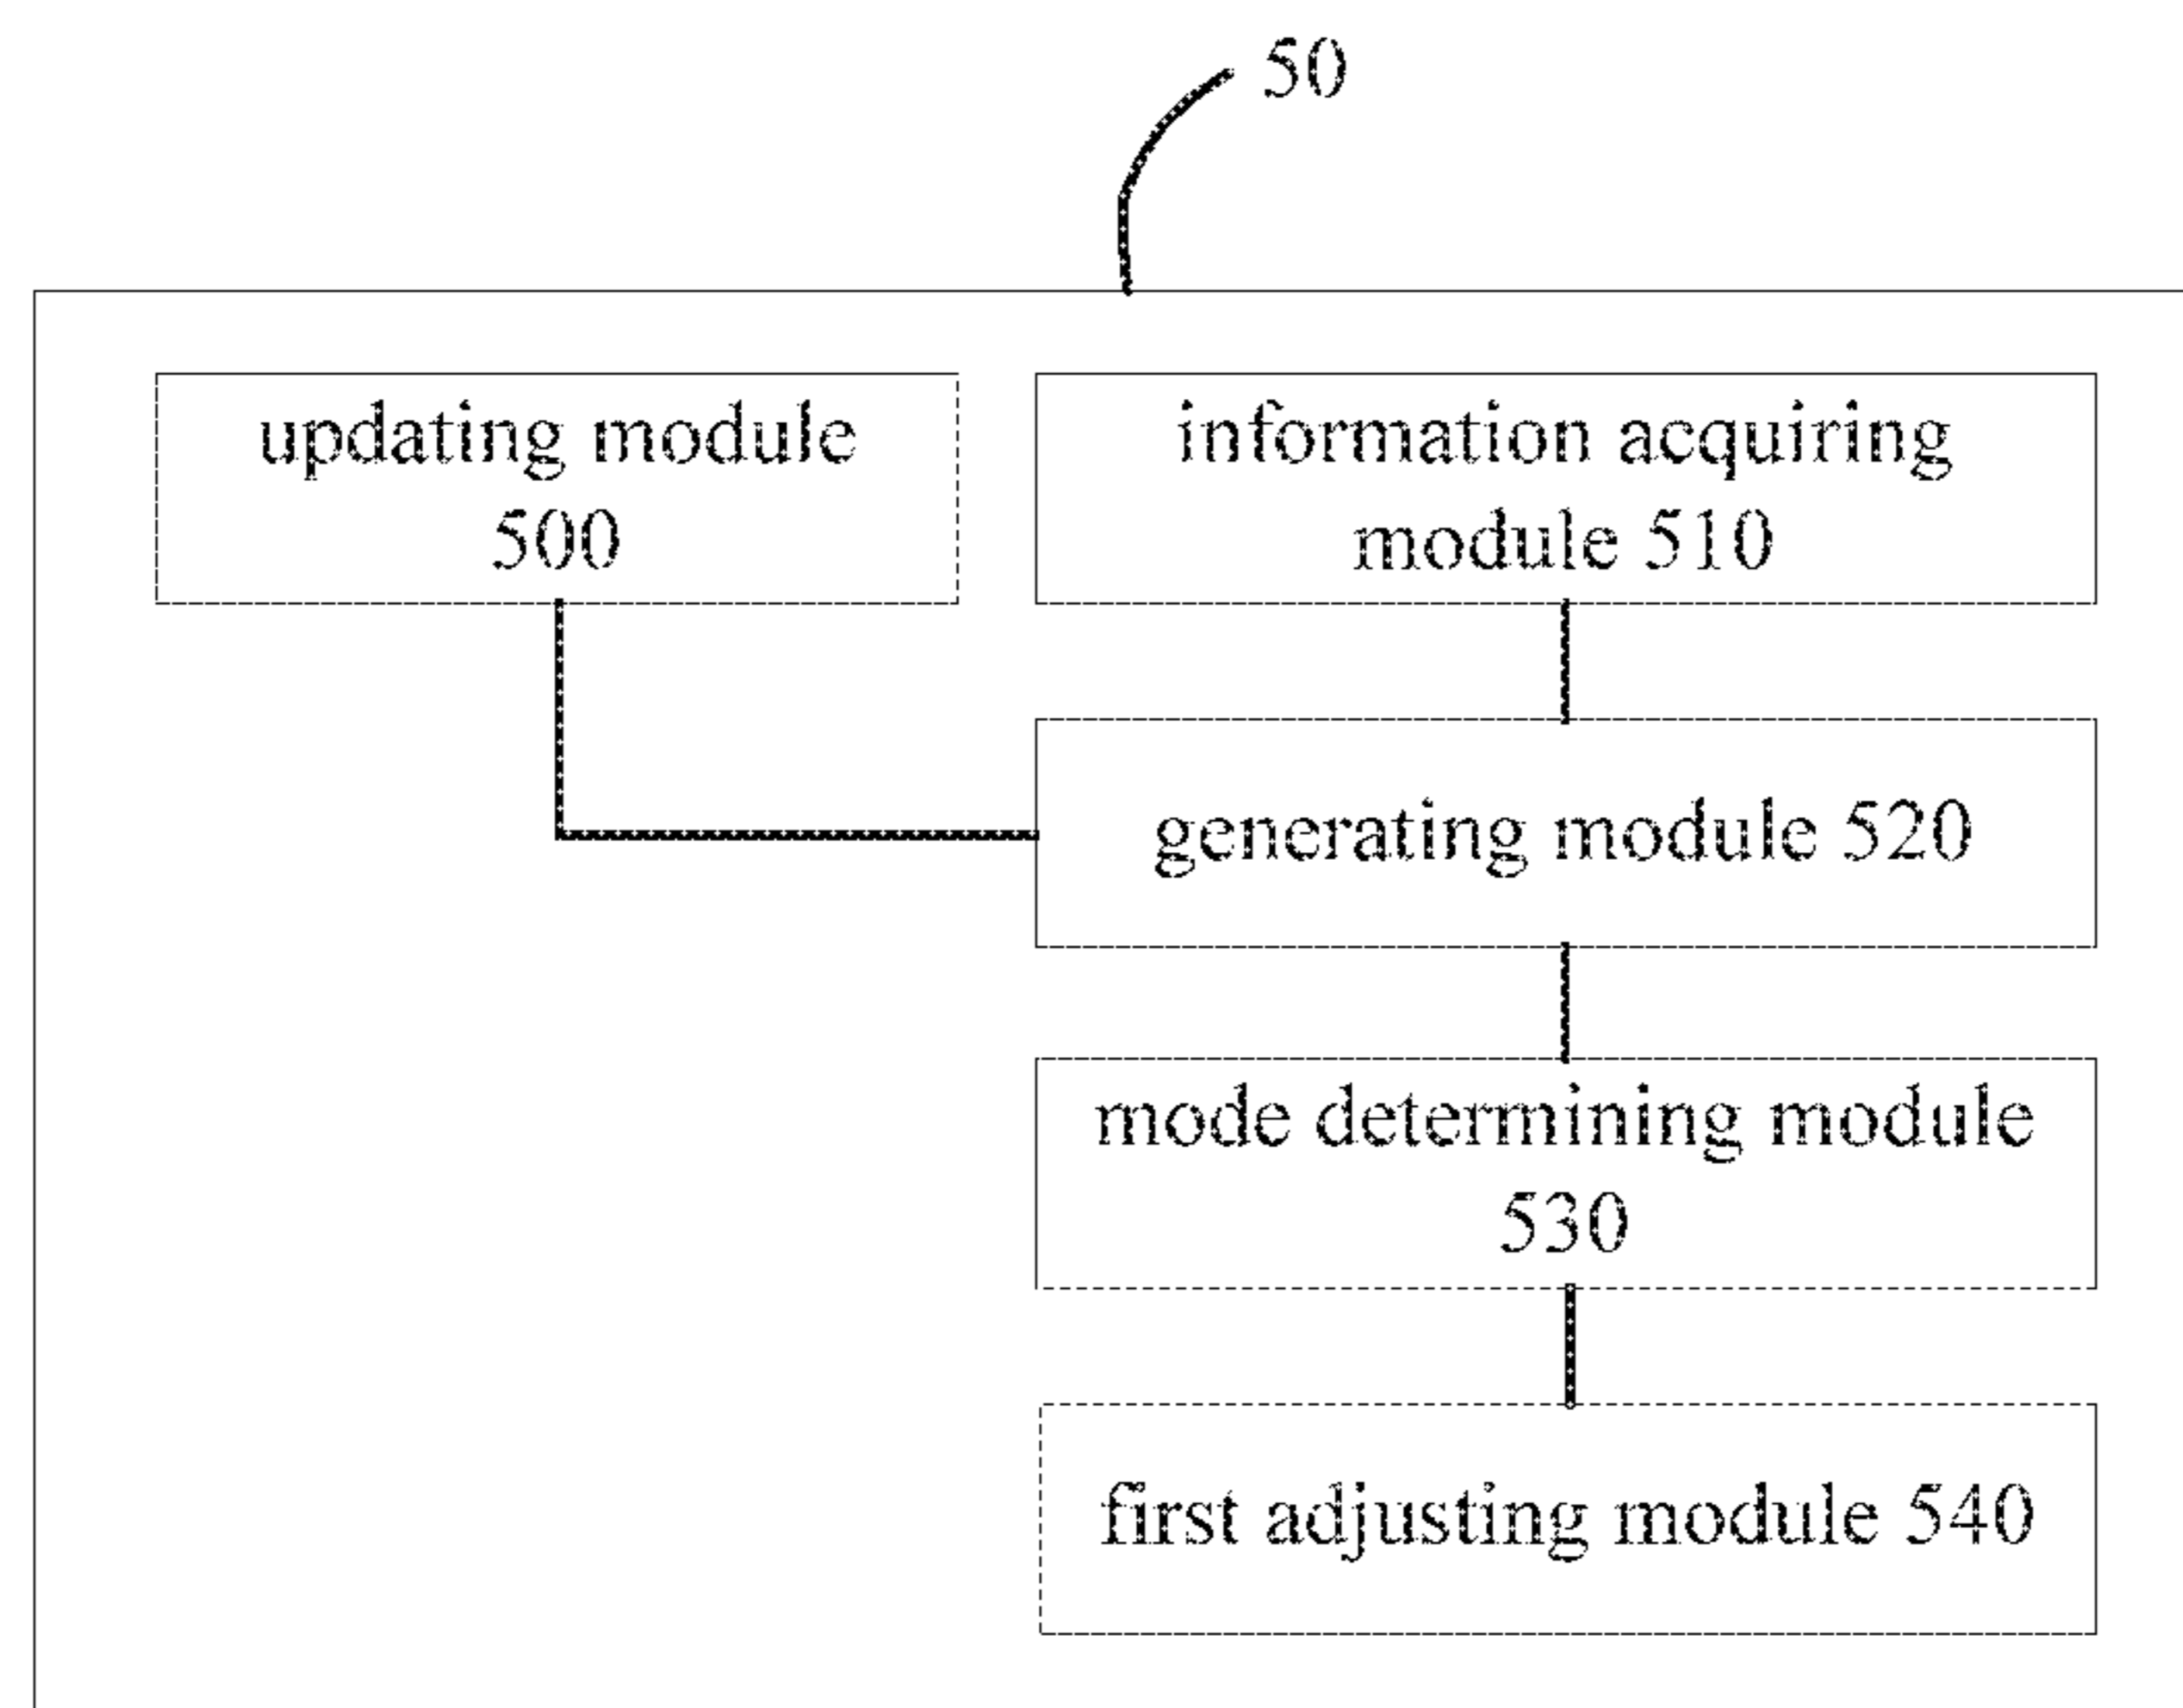 50
updating module
500
information acquiring
module 510
generating module 520
mode determining module
530
first adjusting module 540